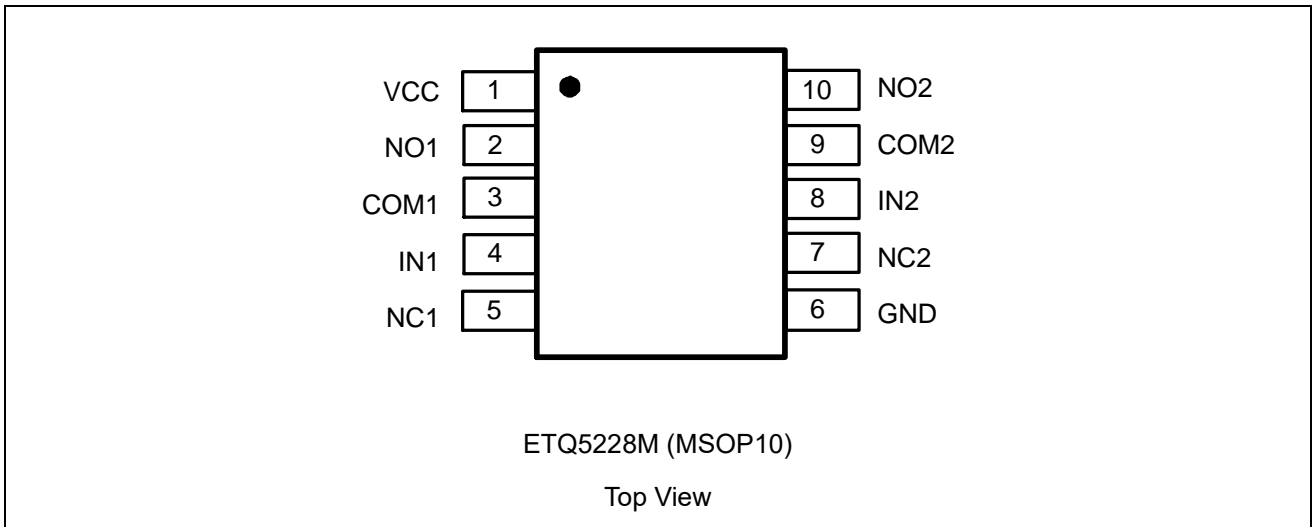 VCC 1 10 NO2
NO1 2 9 COM2
COM1 3 8 IN2
IN1 4 7 NC2
NC1 5 6 GND
ETQ5228M (MSOP10)
Top View